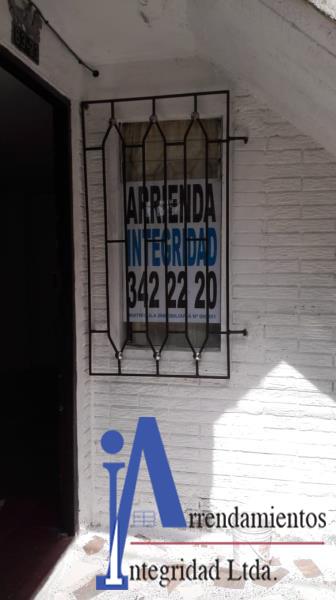 ARRIENDA
INTEGRIDAD
342 22 20
Arrendamientos
Integridad Ltda.